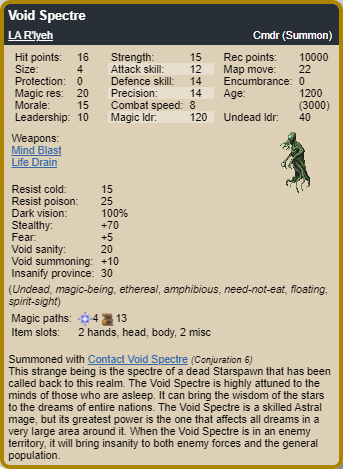 Void Spectre
LA R'lyeh Cmdr (Summon)
Hit points: 16 Strength: 15 Rec points: 10000
Size: 4 Attack skill: 12 Map move: 22
Protection: 0 Defence skill: 14 Encumbrance: 0
Magic res: 20 Precision: 14 Age: 1200
Morale: 15 Combat speed: 8 (3000)
Leadership: 10 Magic ldr: 120 Undead ldr: 40
Weapons:
Mind Blast
Life Drain
Resist cold: 15
Resist poison: 25
Dark vision: 100%
Stealthy: +70
Fear: +5
Void sanity: 20
Void summoning: +10
Insanify province: 30
(Undead, magic-being, ethereal, amphibious, need-not-eat, floating,
spirit-sight)
Magic paths: 4 13
Item slots: 2 hands, head, body, 2 misc
Summoned with Contact Void Spectre (Conjuration 6)
This strange being is the spectre of a dead Starspawn that has been
called back to this realm. The Void Spectre is highly attuned to the
minds of those who are asleep. It can bring the wisdom of the stars
to the dreams of entire nations. The Void Spectre is a skilled Astral
mage, but its greatest power is the one that affects all dreams in a
very large area around it. When the Void Spectre is in an enemy
territory, it will bring insanity to both enemy forces and the general
population.